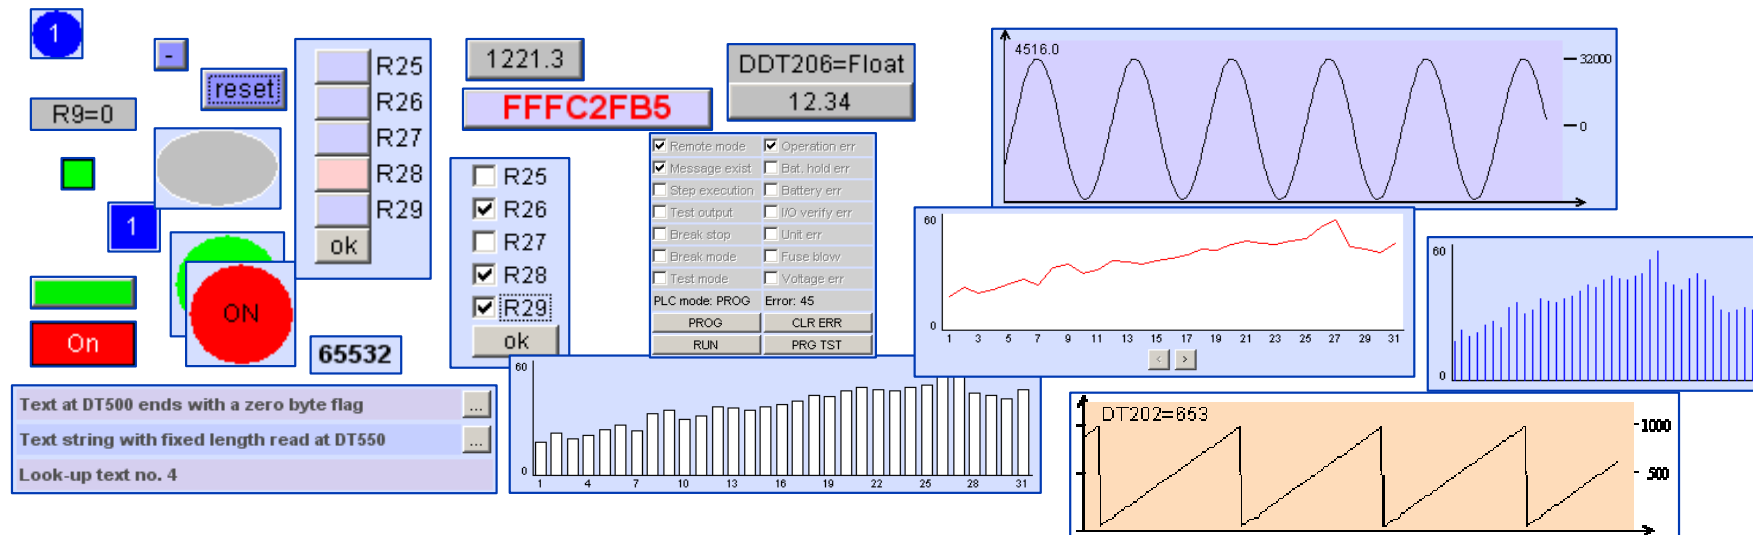 1
-
reset
R9=0
1
ON
On
65532
R25
R26
R27
R28
R29
ok
1221.3
FFFC2FB5
DDT206=Float
12.34
R25
R26
R27
R28
R29
ok
Remote mode Operation err
Message exist Bat. hold err
Step execution Battery err
Test output I/O verify err
Break stop Unit err
Break mode Fuse blow
Test mode Voltage err
PLC mode: PROG Error: 45
PROG CLR ERR
RUN PRG TST
4516.0
32000
0
60
0
1 3 5 7 9 11 13 15 17 19 21 23 25 27 29 31
< >
60
0
Text at DT500 ends with a zero byte flag ...
Text string with fixed length read at DT550 ...
Look-up text no. 4
60
0
1 4 7 10 13 16 19 22 25 28 31
DT202=653
1000
500